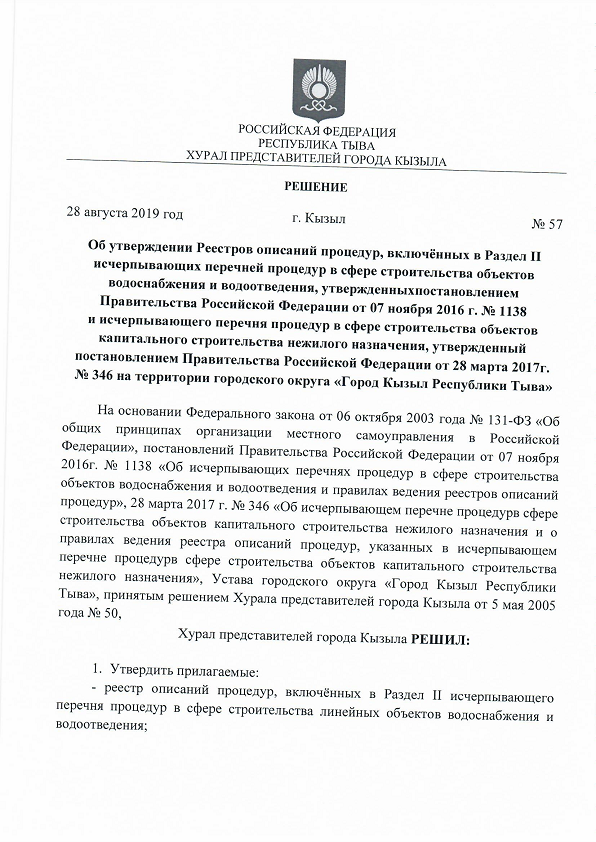 РОССИЙСКАЯ ФЕДЕРАЦИЯ
РЕСПУБЛИКА ТЫВА
ХУРАЛ ПРЕДСТАВИТЕЛЕЙ ГОРОДА КЫЗЫЛА
РЕШЕНИЕ
28 августа 2019 год г. Кызыл № 57
Об утверждении Реестров описаний процедур, включённых в Раздел II
исчерпывающих перечней процедур в сфере строительства объектов
водоснабжения и водоотведения, утвержденныхпостановлением
Правительства Российской Федерации от 07 ноября 2016 г. № 1138
и исчерпывающего перечня процедур в сфере строительства объектов
капитального строительства нежилого назначения, утвержденный
постановлением Правительства Российской Федерации от 28 марта 2017г.
№ 346 на территории городского округа «Город Кызыл Республики Тыва»
На основании Федерального закона от 06 октября 2003 года № 131-ФЗ «Об
общих принципах организации местного самоуправления в Российской
Федерации», постановлений Правительства Российской Федерации от 07 ноября
2016г. № 1138 «Об исчерпывающих перечнях процедур в сфере строительства
объектов водоснабжения и водоотведения и правилах ведения реестров описаний
процедур», 28 марта 2017 г. № 346 «Об исчерпывающем перечне процедурв сфере
строительства объектов капитального строительства нежилого назначения и о
правилах ведения реестра описаний процедур, указанных в исчерпывающем
перечне процедурв сфере строительства объектов капитального строительства
нежилого назначения», Устава городского округа «Город Кызыл Республики
Тыва», принятым решением Хурала представителей города Кызыла от 5 мая 2005
года № 50,
Хурал представителей города Кызыла РЕШИЛ:
1. Утвердить прилагаемые:
- реестр описаний процедур, включённых в Раздел II исчерпывающего
перечня процедур в сфере строительства линейных объектов водоснабжения и
водоотведения;